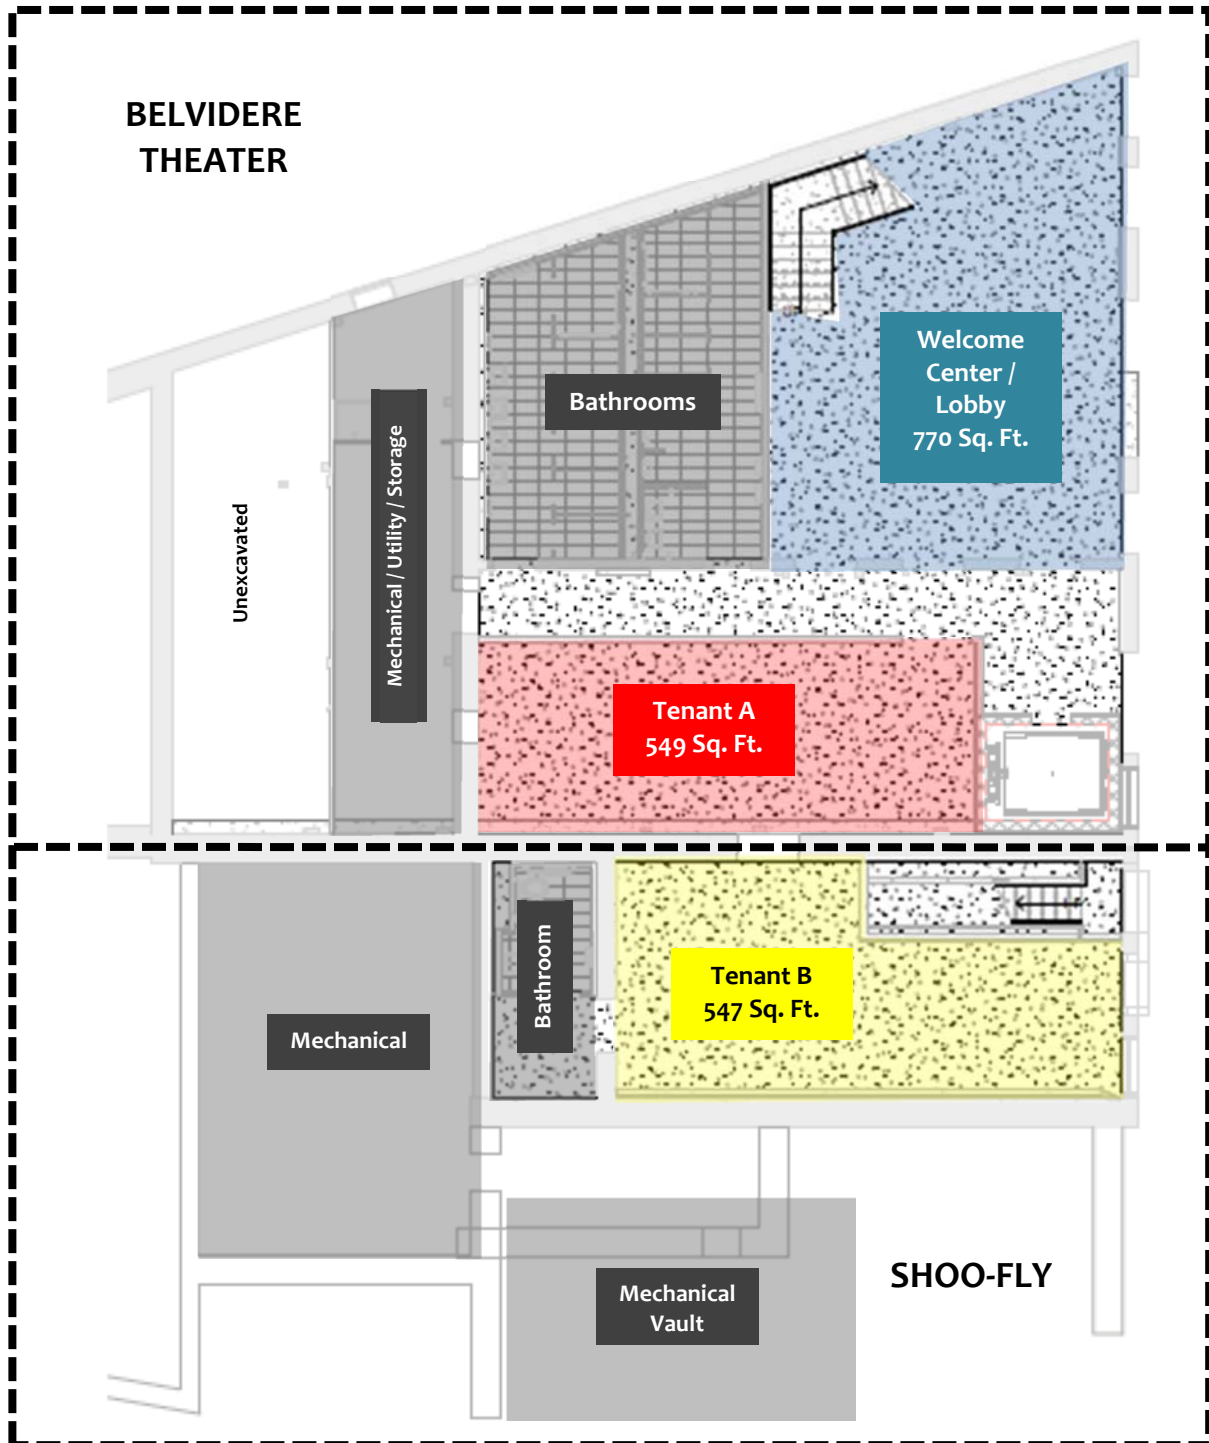 BELVIDERE
THEATER
Welcome
Center /
Lobby
770 Sq. Ft.
Bathrooms
Mechanical / Utility / Storage
Unexcavated
Tenant A
549 Sq. Ft.
Bathroom
Tenant B
547 Sq. Ft.
Mechanical
SHOO-FLY
Mechanical
Vault